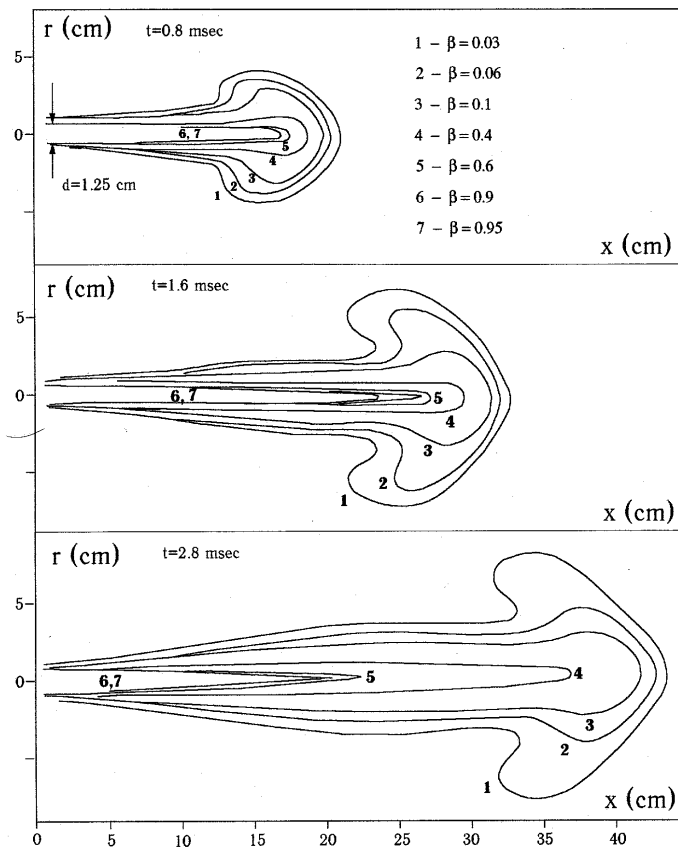 r (cm)
t=0.8 msec
5
0
d=1.25 cm
6, 7
5
4
3
2
1
1 - β=0.03
2 - β=0.06
3 - β=0.1
4 - β=0.4
5 - β=0.6
6 - β=0.9
7 - β=0.95
x (cm)
r (cm)
t=1.6 msec
5
0
6, 7
5
4
3
2
1
x (cm)
r (cm)
t=2.8 msec
5
0
6,7
5
4
3
2
1
x (cm)
0 5 10 15 20 25 30 35 40